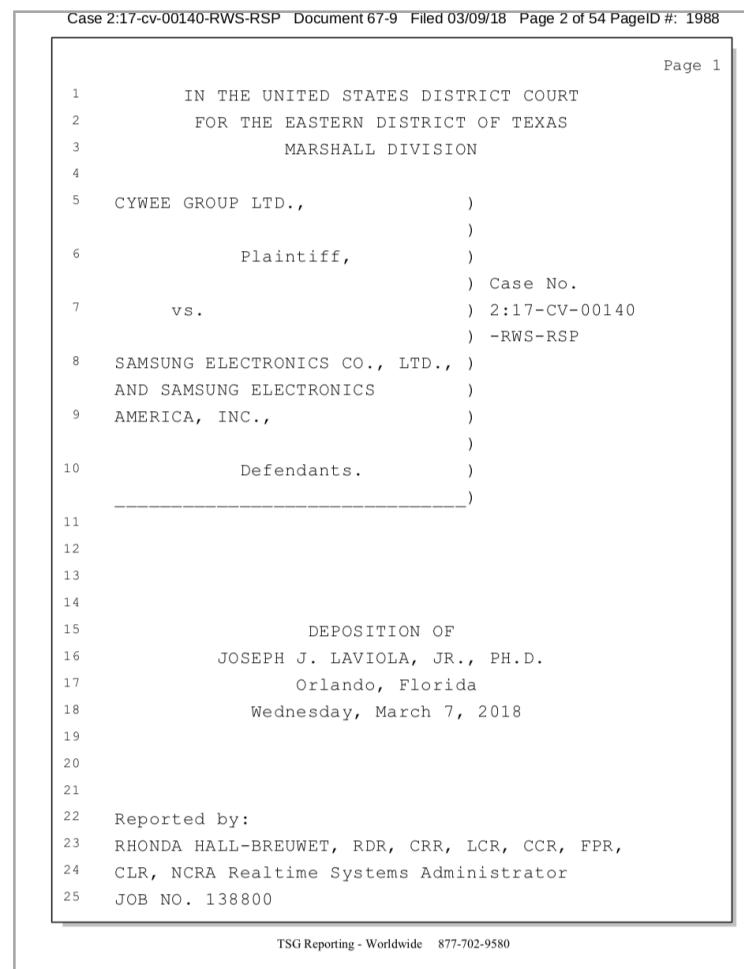 Case 2:17-cv-00140-RWS-RSP Document 67-9 Filed 03/09/18 Page 2 of 54 PageID #: 1988
Page 1
1 IN THE UNITED STATES DISTRICT COURT
2 FOR THE EASTERN DISTRICT OF TEXAS
3 MARSHALL DIVISION
4
5 CYWEE GROUP LTD., )
)
6 Plaintiff, )
) Case No.
7 vs. ) 2:17-CV-00140
) -RWS-RSP
8 SAMSUNG ELECTRONICS CO., LTD., )
AND SAMSUNG ELECTRONICS )
9 AMERICA, INC., )
)
10 Defendants. )
_______________________________)
11
12
13
14
15 DEPOSITION OF
16 JOSEPH J. LAVIOLA, JR., PH.D.
17 Orlando, Florida
18 Wednesday, March 7, 2018
19
20
21
22 Reported by:
23 RHONDA HALL-BREUWET, RDR, CRR, LCR, CCR, FPR,
24 CLR, NCRA Realtime Systems Administrator
25 JOB NO. 138800
TSG Reporting - Worldwide 877-702-9580